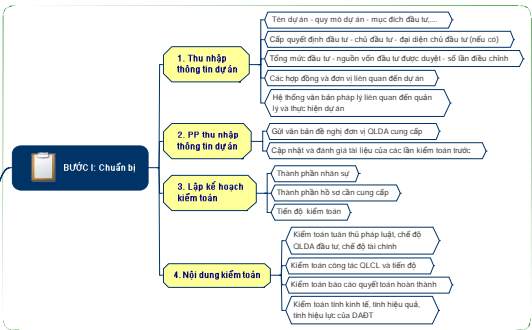 BƯỚC I: Chuẩn bị
1. Thu nhập
thông tin dự án
Tên dự án - quy mô dự án - mục đích đầu tư,....
Cấp quyết định đầu tư - chủ đầu tư - đại diện chủ đầu tư (nếu có)
Tổng mức đầu tư - nguồn vốn đầu tư được duyệt - số lần điều chỉnh
Các hợp đồng và đơn vị liên quan đến dự án
Hệ thống văn bản pháp lý liên quan đến quản
lý và thực hiện dự án
2. PP thu nhập
thông tin dự án
Gửi văn bản đề nghị đơn vị QLDA cung cấp
Cập nhật và đánh giá tài liệu của các lần kiểm toán trước
3. Lập kế hoạch
kiểm toán
Thành phần nhân sự
Thành phần hồ sơ cần cung cấp
Tiến độ kiểm toán
4. Nội dung kiểm toán
Kiểm toán tuân thủ pháp luật, chế độ
QLDA đầu tư, chế độ tài chính
Kiểm toán công tác QLCL và tiến độ
Kiểm toán báo cáo quyết toán hoàn thành
Kiểm toán tính kinh tế, tính hiệu quả,
tính hiệu lực của DAĐT